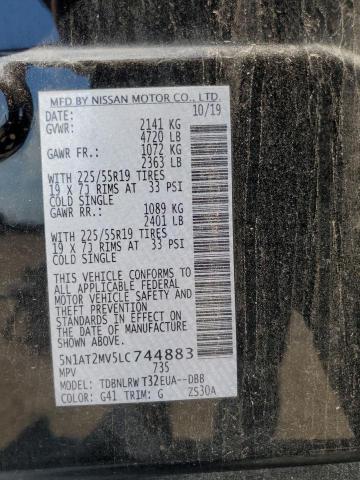 MFD BY NISSAN MOTOR CO., LTD.
DATE: 10/19
GVWR: 2141 KG
4720 LB
GAWR FR.: 1072 KG
2363 LB
WITH 225/55R19 TIRES
19 X 7J RIMS AT 33 PSI
COLD SINGLE
GAWR RR.: 1089 KG
2401 LB
WITH 225/55R19 TIRES
19 X 7J RIMS AT 33 PSI
COLD SINGLE
THIS VEHICLE CONFORMS TO
ALL APPLICABLE FEDERAL
MOTOR VEHICLE SAFETY AND
THEFT PREVENTION
STANDARDS IN EFFECT ON
THE DATE OF MANUFACTURE
SHOWN ABOVE.
5N1AT2MV5LC744883
MPV 735
MODEL: TDBNLRW T32EUA--DBB
COLOR: G41 TRIM: G ZS30A